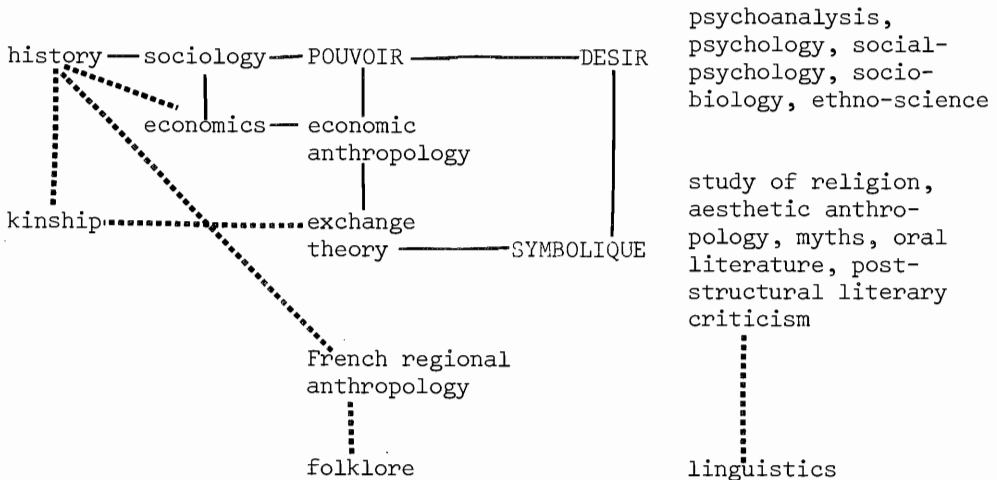 psychoanalysis,
history sociology POUVOIR DESIR psychology, social-
psychology, socio-
biology, ethno-science
economics economic
anthropology
study of religion,
kinship exchange aesthetic anthro-
theory SYMBOLIQUE pology, myths, oral
literature, post-
structural literary
criticism
French regional
anthropology
folklore linguistics